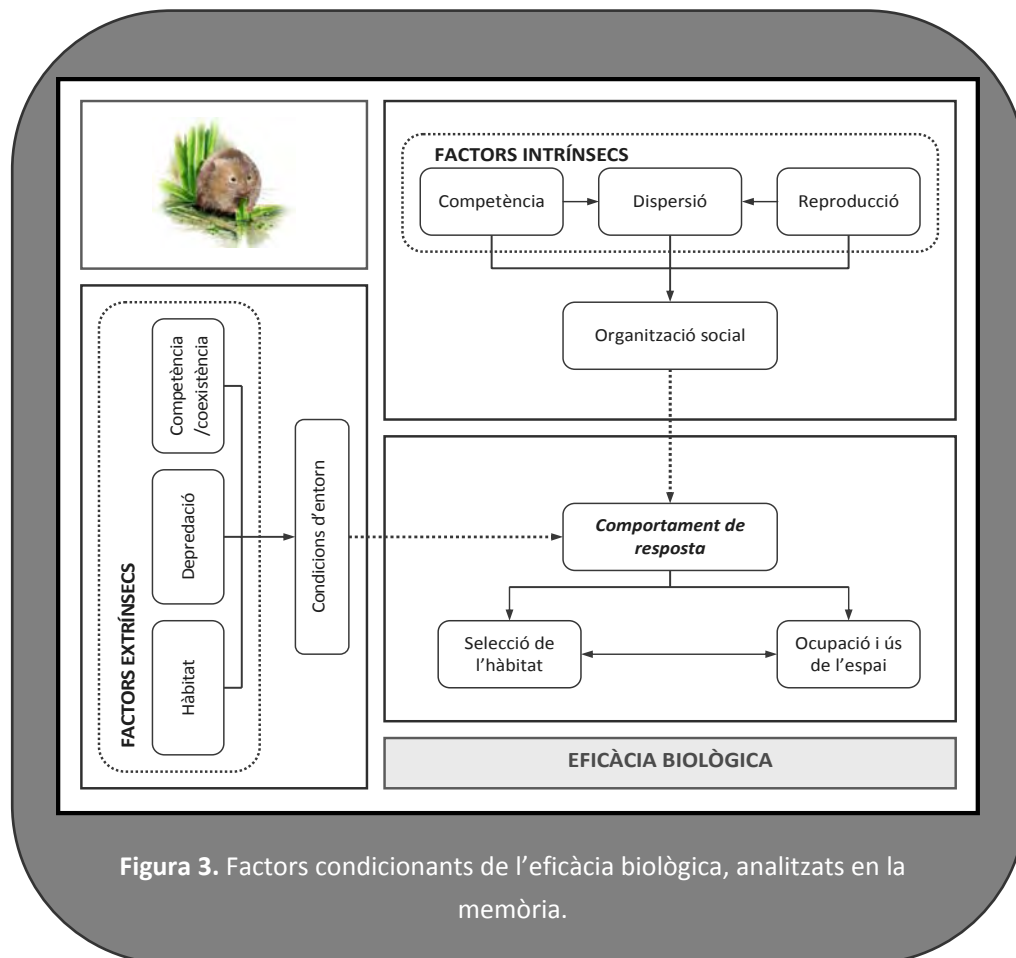 FACTORS INTRÍNSECS
Competència
Dispersió
Reproducció
Organització social
FACTORS EXTRÍNSECS
Competència
/coexistència
Depredació
Hàbitat
Condicions d’entorn
Comportament de
resposta
Selecció de
l’hàbitat
Ocupació i ús
de l’espai
EFICÀCIA BIOLÒGICA
Figura 3. Factors condicionants de l’eficàcia biològica, analitzats en la
memòria.